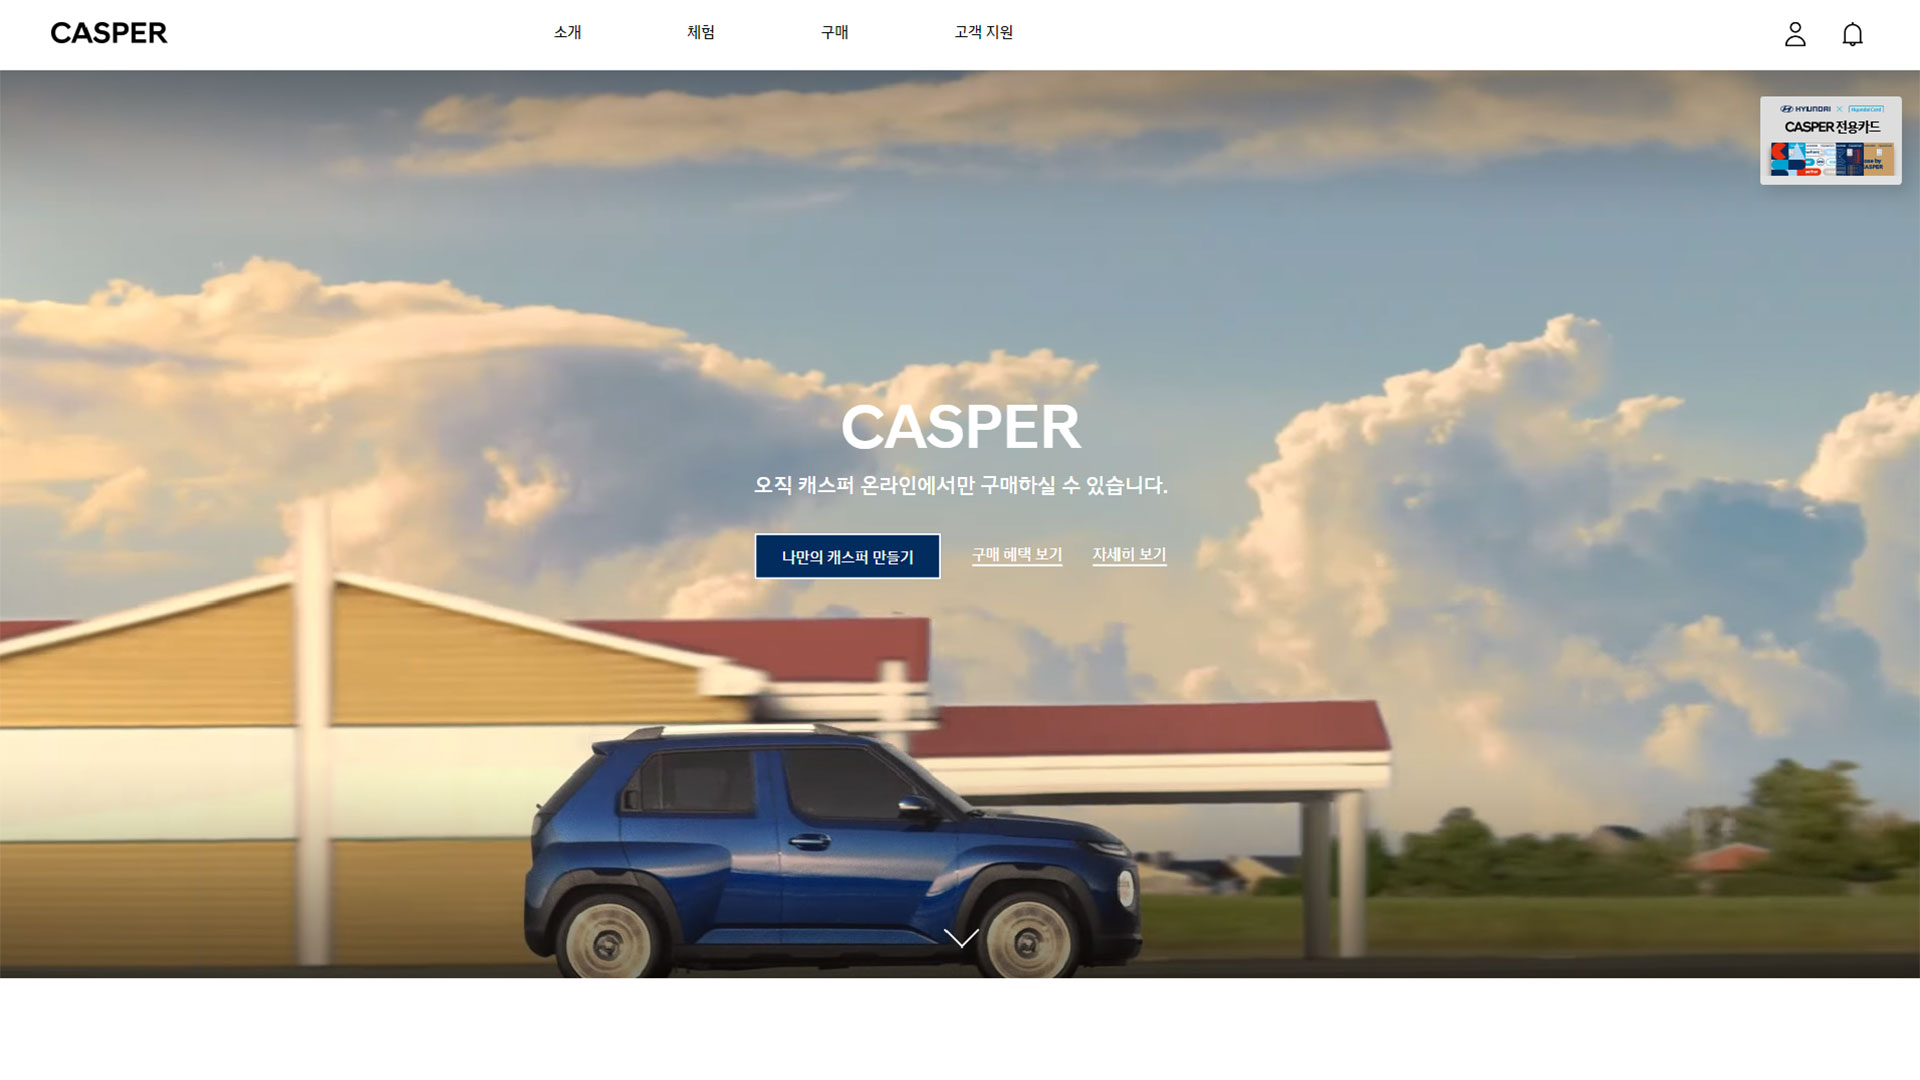 CASPER
소개
체험
구매
고객 지원
HYUNDAI × Hyundai Card
CASPER 전용카드
CASPER
오직 캐스퍼 온라인에서만 구매하실 수 있습니다.
나만의 캐스퍼 만들기
구매 혜택 보기
자세히 보기